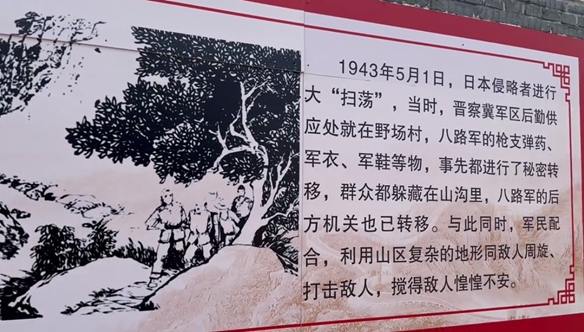 1943年5月1日，日本侵略者进行
大“扫荡”，当时，晋察冀军区后勤供
应处就在野场村，八路军的枪支弹药、
军衣、军鞋等物，事先都进行了秘密转
移，群众都躲藏在山沟里，八路军的后
方机关也已转移。与此同时，军民配
合，利用山区复杂的地形同敌人周旋、
打击敌人，搅得敌人惶惶不安。